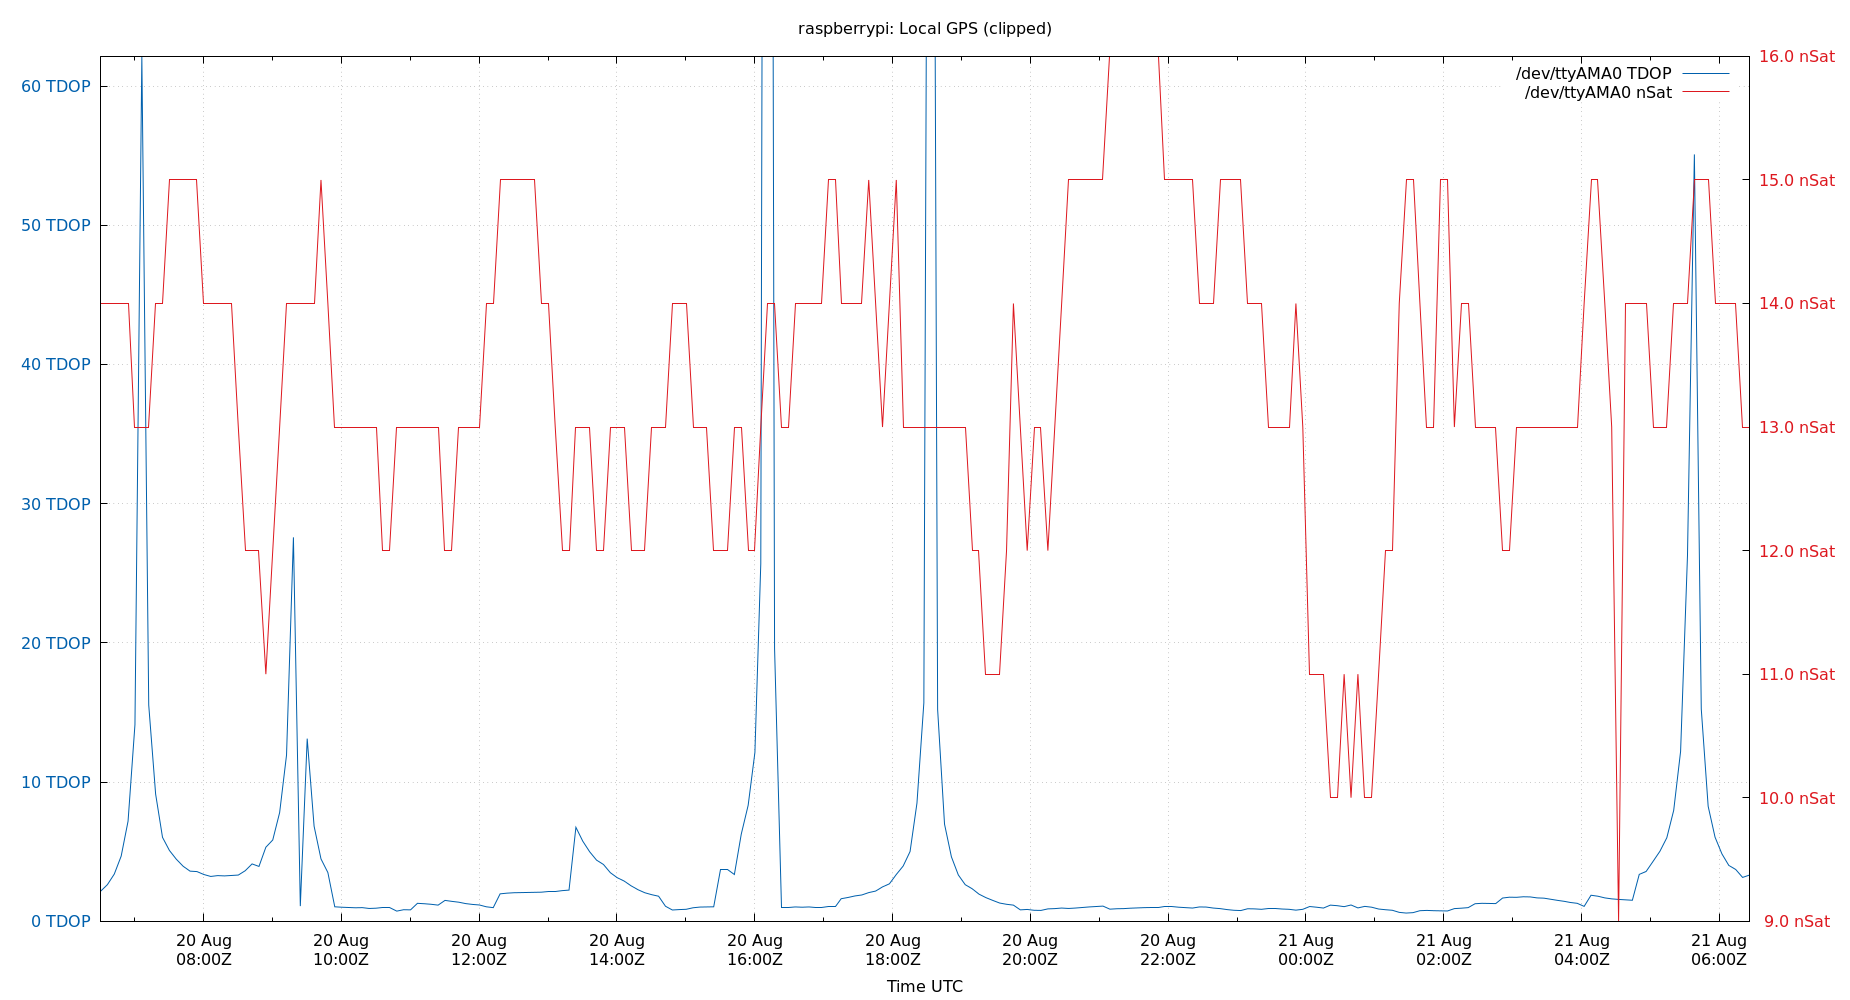 raspberrypi: Local GPS (clipped)
/dev/ttyAMA0 TDOP
/dev/ttyAMA0 nSat
60 TDOP
50 TDOP
40 TDOP
30 TDOP
20 TDOP
10 TDOP
0 TDOP
16.0 nSat
15.0 nSat
14.0 nSat
13.0 nSat
12.0 nSat
11.0 nSat
10.0 nSat
9.0 nSat
20 Aug
08:00Z
20 Aug
10:00Z
20 Aug
12:00Z
20 Aug
14:00Z
20 Aug
16:00Z
20 Aug
18:00Z
20 Aug
20:00Z
20 Aug
22:00Z
21 Aug
00:00Z
21 Aug
02:00Z
21 Aug
04:00Z
21 Aug
06:00Z
Time UTC